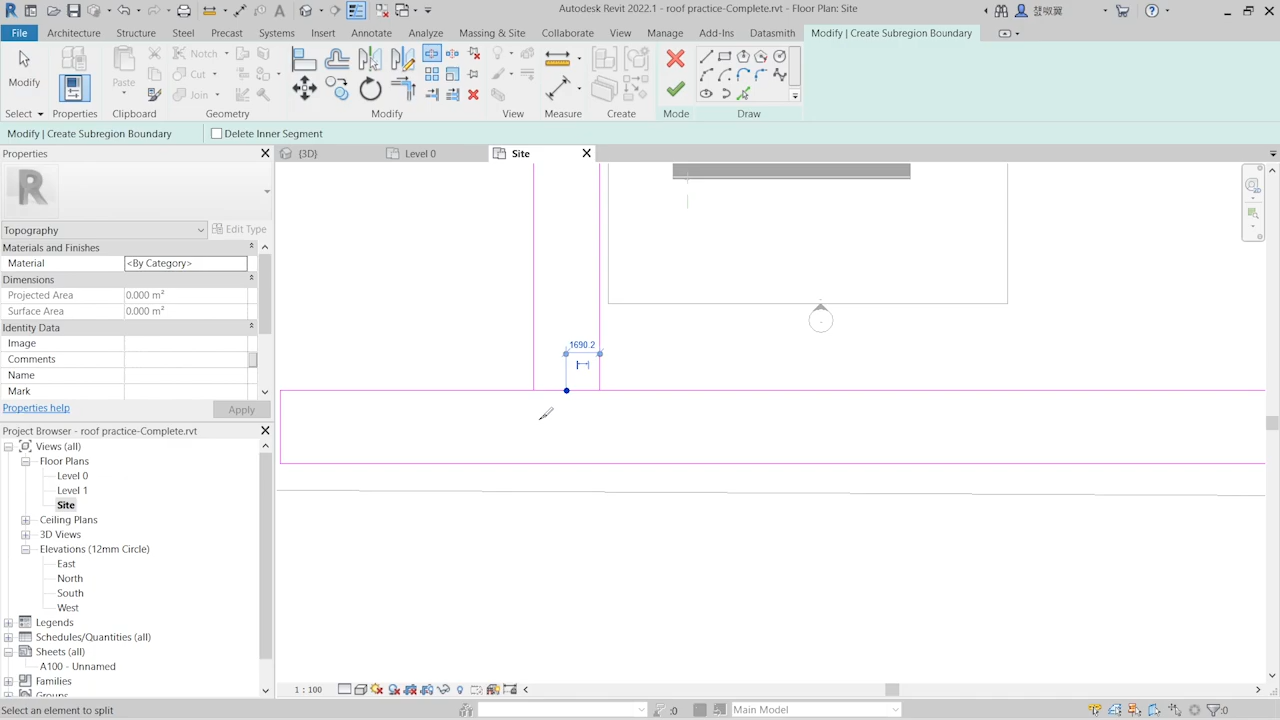 Autodesk Revit 2022.1 - roof practice-Complete.rvt - Floor Plan: Site
File Architecture Structure Steel Precast Systems Insert Annotate Analyze Massing & Site Collaborate View Manage Add-Ins Datasmith Modify | Create Subregion Boundary
Modify Paste Notch
Cut
Join
Select Properties Clipboard Geometry Modify View Measure Create Mode Draw
Modify | Create Subregion Boundary Delete Inner Segment
Properties
{3D} Level 0 Site
R
Topography Edit Type
Materials and Finishes
Material <By Category>
Dimensions
Projected Area 0.000 m²
Surface Area 0.000 m²
Identity Data
Image
Comments
Name
Mark
Properties help Apply
1690.2
Project Browser - roof practice-Complete.rvt
Views (all)
Floor Plans
Level 0
Level 1
Site
Ceiling Plans
3D Views
Elevations (12mm Circle)
East
North
South
West
Legends
Schedules/Quantities (all)
Sheets (all)
A100 - Unnamed
Families
Groups
1 : 100
Select an element to split :0 Main Model :0